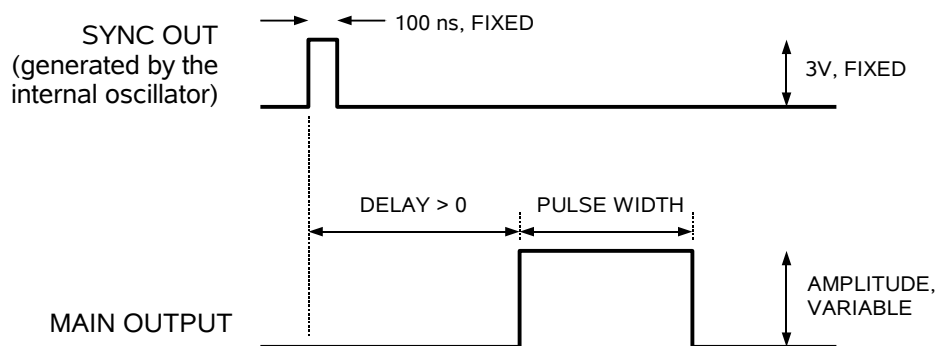 100 ns, FIXED
SYNC OUT
(generated by the
internal oscillator)
3V, FIXED
DELAY > 0
PULSE WIDTH
AMPLITUDE,
VARIABLE
MAIN OUTPUT